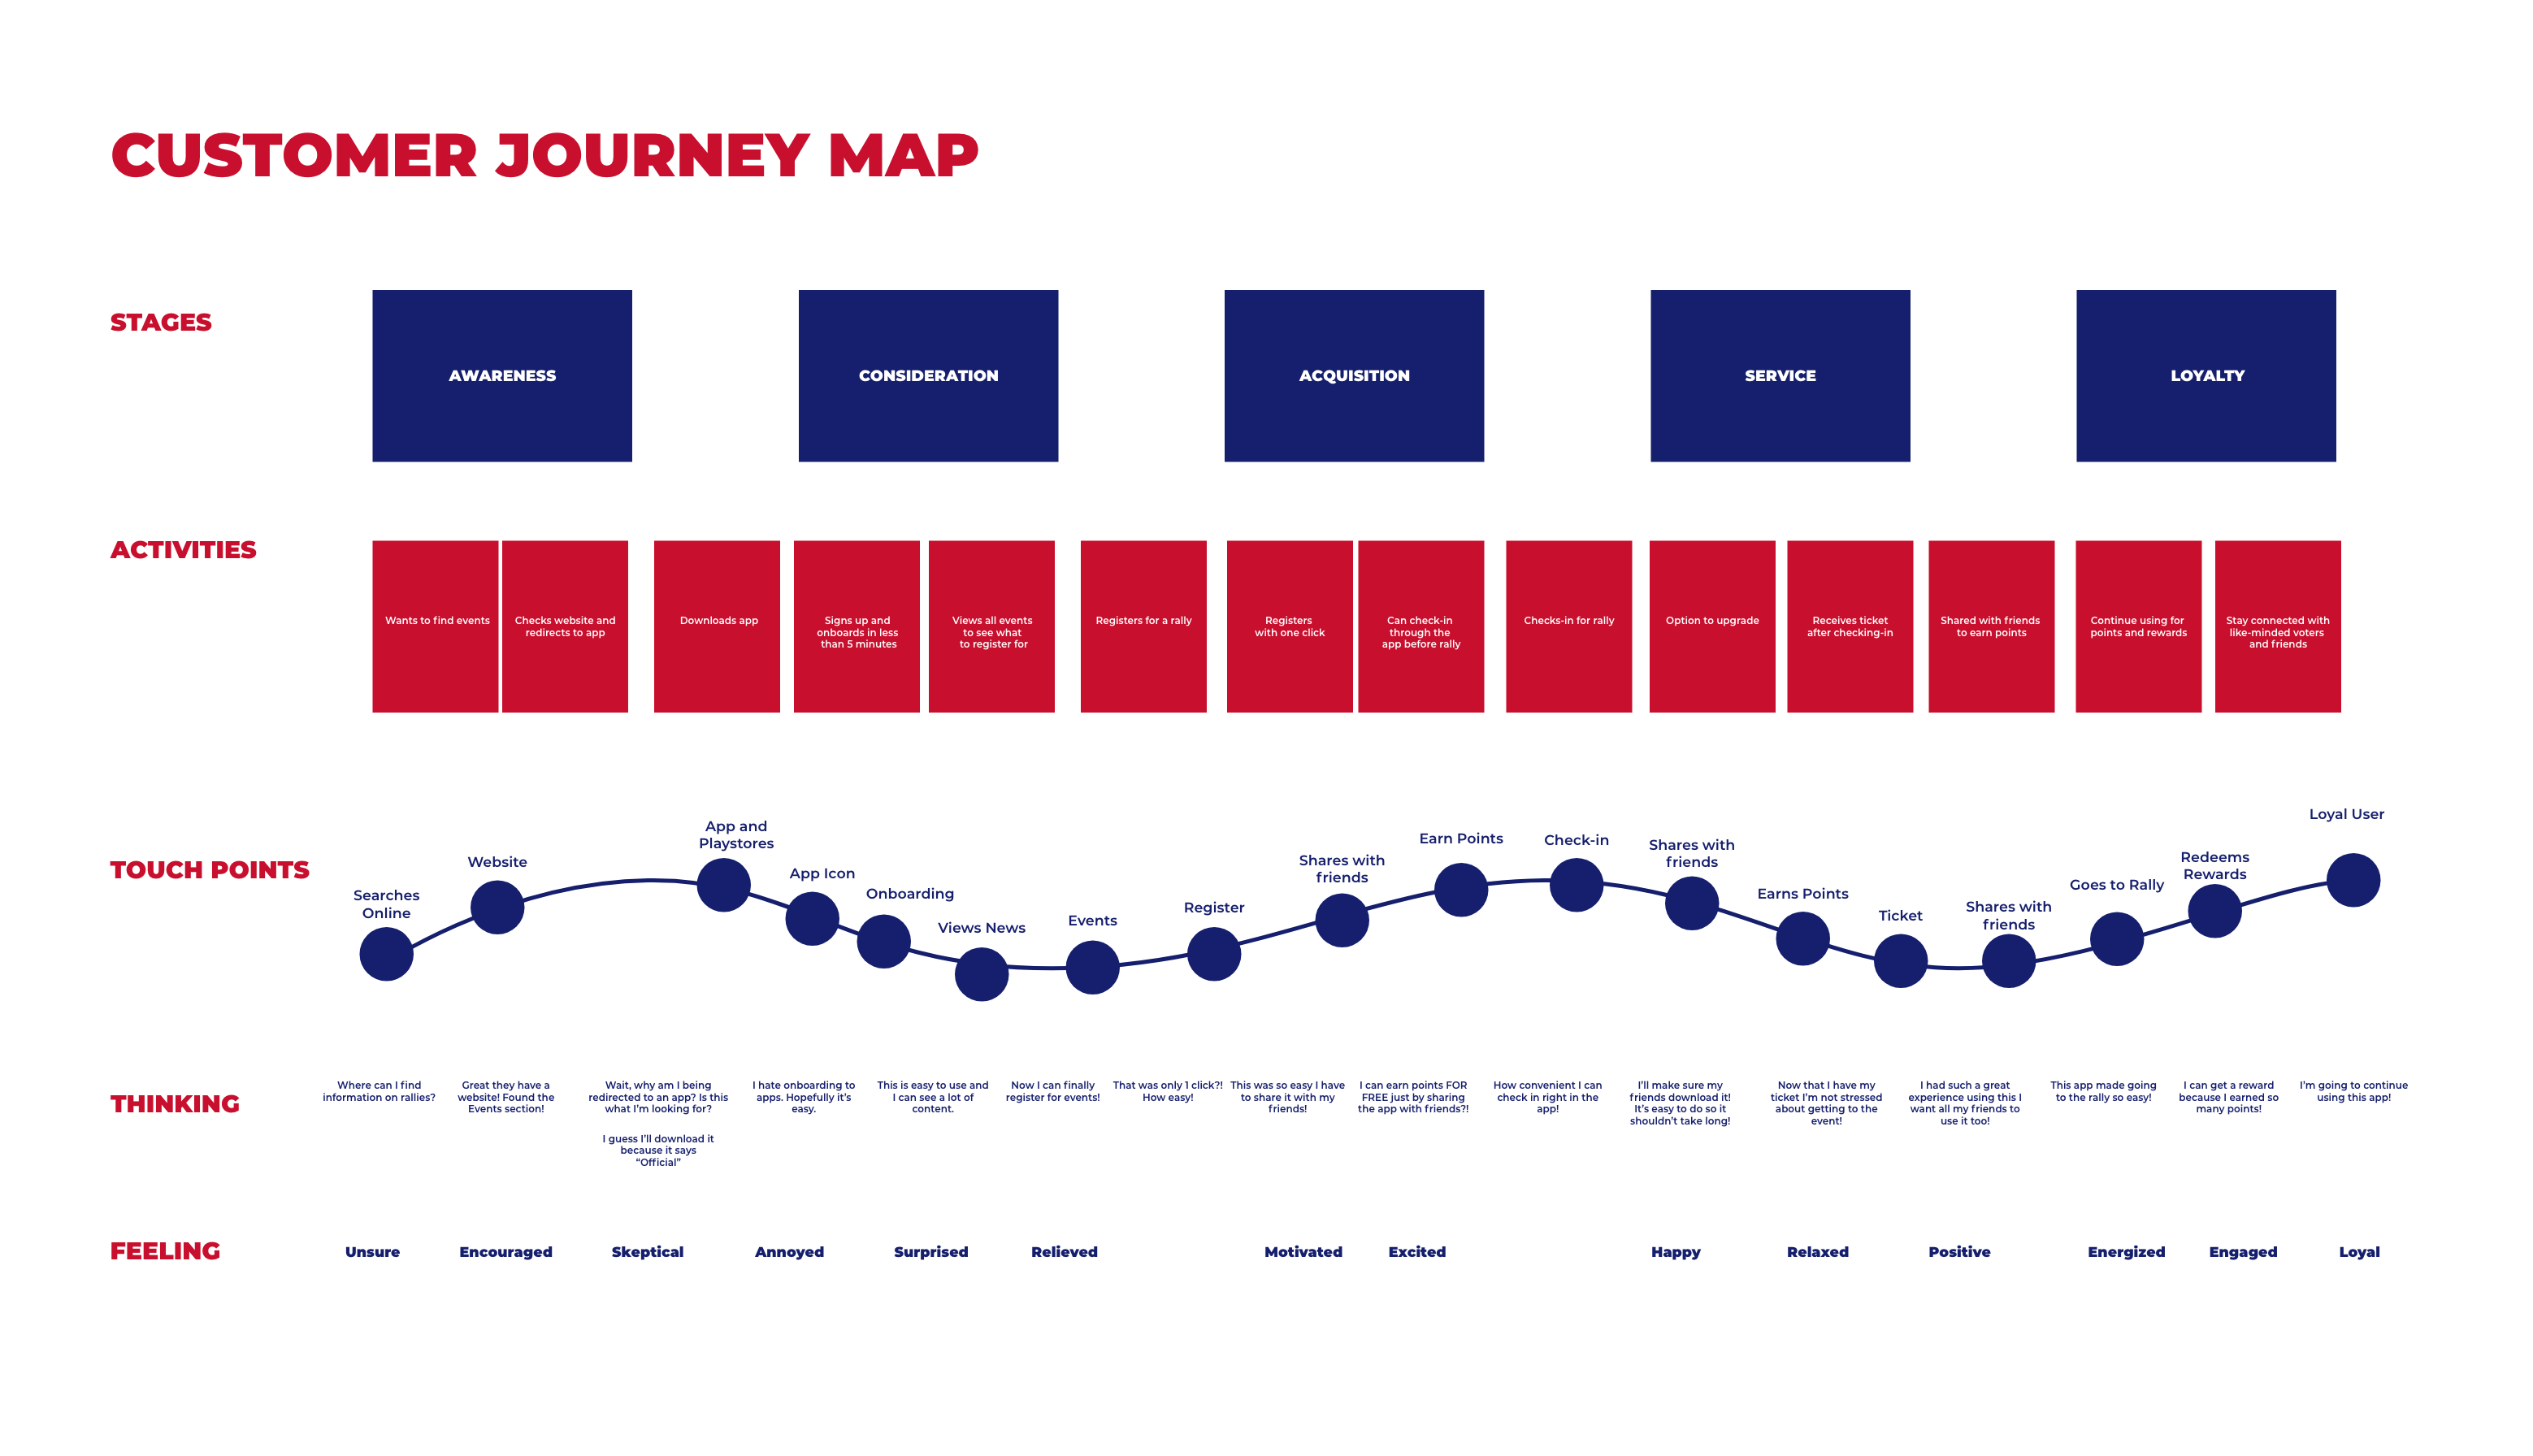 CUSTOMER JOURNEY MAP
STAGES
AWARENESS
CONSIDERATION
ACQUISITION
SERVICE
LOYALTY
ACTIVITIES
Wants to find events
Checks website and
redirects to app
Downloads app
Signs up and
onboards in less
than 5 minutes
Views all events
to see what
to register for
Registers for a rally
Registers
with one click
Can check-in
through the
app before rally
Checks-in for rally
Option to upgrade
Receives ticket
after checking-in
Shared with friends
to earn points
Continue using for
points and rewards
Stay connected with
like-minded voters
and friends
TOUCH POINTS
Searches
Online
Website
App and
Playstores
App Icon
Onboarding
Views News
Events
Register
Shares with
friends
Earn Points
Check-in
Shares with
friends
Earns Points
Ticket
Shares with
friends
Goes to Rally
Redeems
Rewards
Loyal User
THINKING
Where can I find
information on rallies?
Great they have a
website! Found the
Events section!
Wait, why am I being
redirected to an app? Is this
what I'm looking for?
I guess I'll download it
because it says
“Official”
I hate onboarding to
apps. Hopefully it's
easy.
This is easy to use and
I can see a lot of
content.
Now I can finally
register for events!
That was only 1 click?!
How easy!
This was so easy I have
to share it with my
friends!
I can earn points FOR
FREE just by sharing
the app with friends?!
How convenient I can
check in right in the
app!
I'll make sure my
friends download it!
It's easy to do so it
shouldn't take long!
Now that I have my
ticket I'm not stressed
about getting to the
event!
I had such a great
experience using this I
want all my friends to
use it too!
This app made going
to the rally so easy!
I can get a reward
because I earned so
many points!
I'm going to continue
using this app!
FEELING
Unsure
Encouraged
Skeptical
Annoyed
Surprised
Relieved
Motivated
Excited
Happy
Relaxed
Positive
Energized
Engaged
Loyal